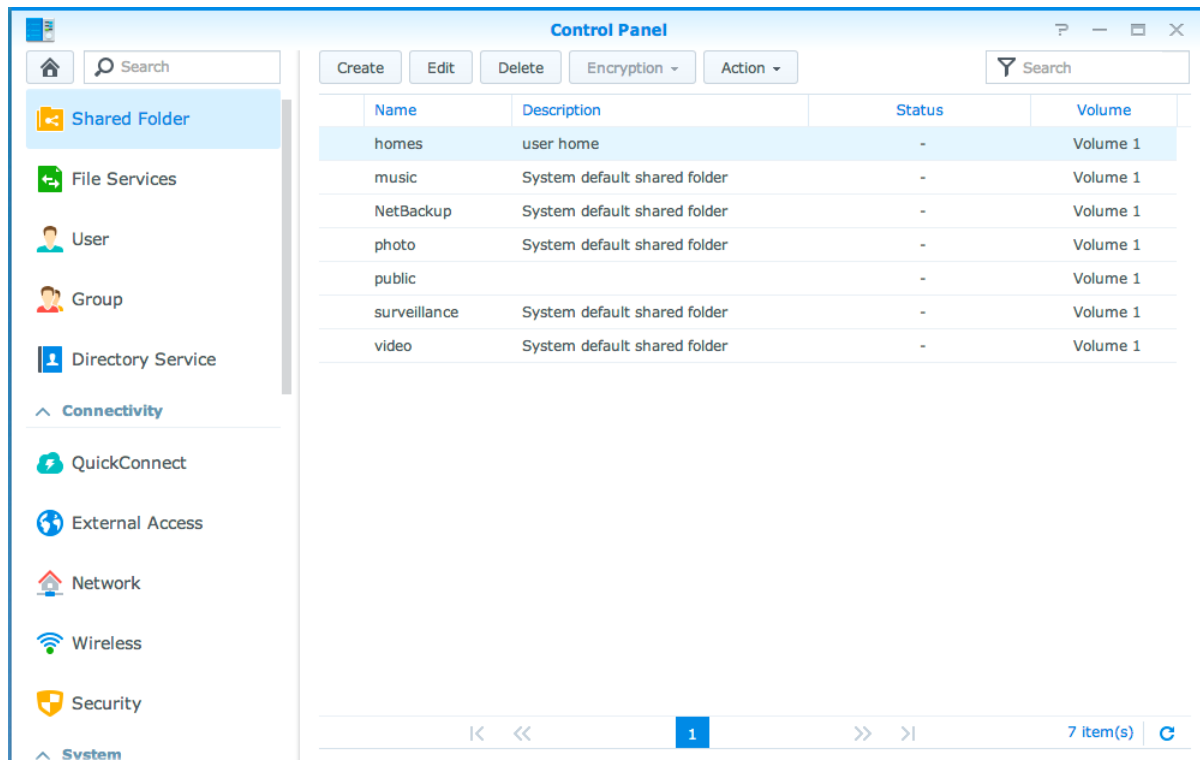 Control Panel
Search
Create Edit Delete Encryption Action Search
Shared Folder
File Services
User
Group
Directory Service
Connectivity
QuickConnect
External Access
Network
Wireless
Security
System
Name Description Status Volume
homes user home - Volume 1
music System default shared folder - Volume 1
NetBackup System default shared folder - Volume 1
photo System default shared folder - Volume 1
public - Volume 1
surveillance System default shared folder - Volume 1
video System default shared folder - Volume 1
1 7 item(s)